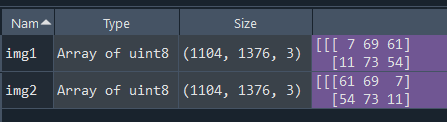 Nam Type Size
img1 Array of uint8 (1104, 1376, 3) [[[ 7 69 61]
[11 73 54]
img2 Array of uint8 (1104, 1376, 3) [[[61 69 7]
[54 73 11]